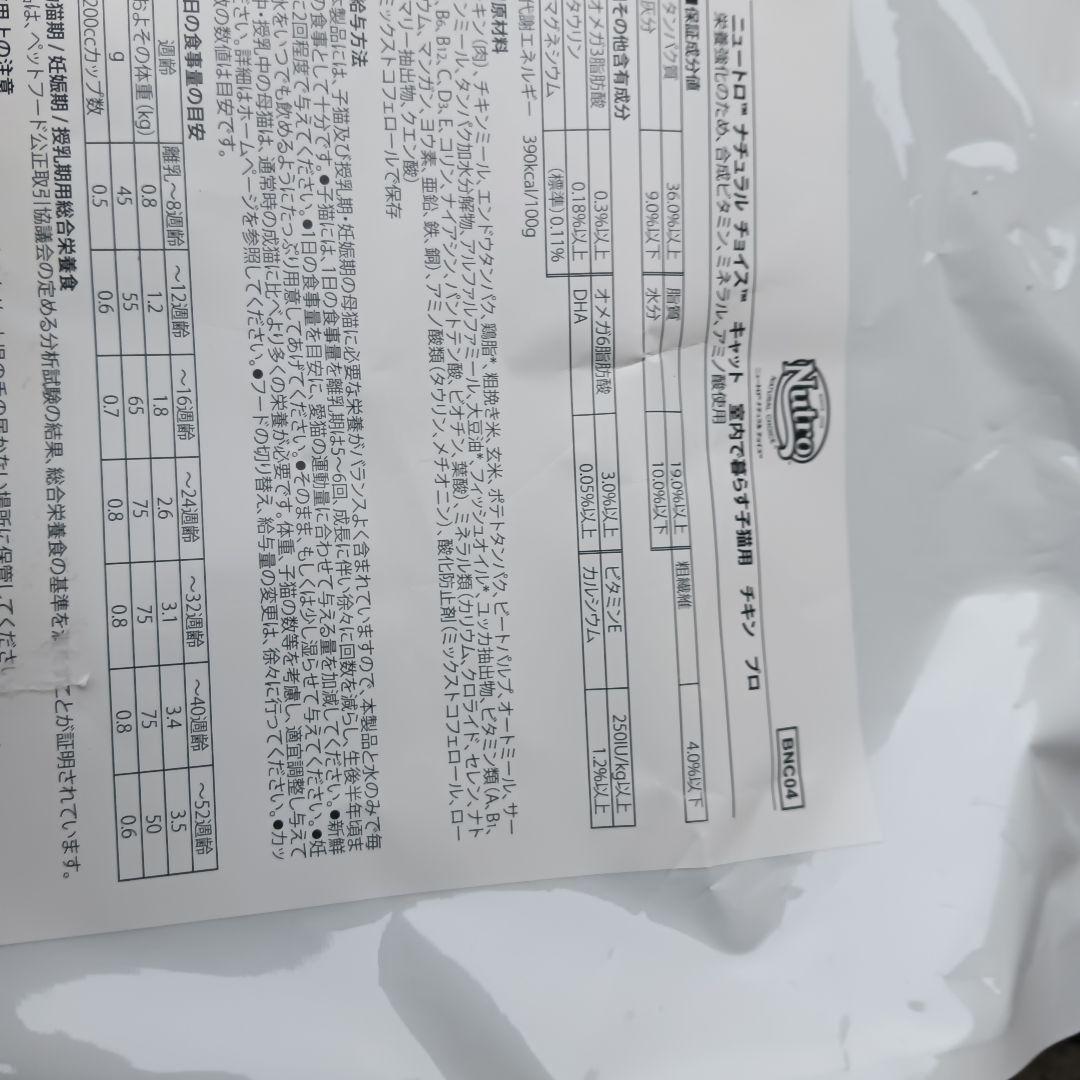 Nutro
NATURAL CHOICE
BNC04
ニュートロ™ ナチュラル チョイス™ キャット 室内で暮らす子猫用 チキン プロ
栄養強化のため、合成ビタミン、ミネラル、アミノ酸使用
■保証成分値
タンパク質 36.0%以上 脂質 19.0%以上 粗繊維 4.0%以下
灰分 9.0%以下 水分 10.0%以下
その他含有成分
オメガ3脂肪酸 0.3%以上 オメガ6脂肪酸 3.0%以上 ビタミンE 250IU/kg以上
タウリン 0.18%以上 DHA 0.05%以上 カルシウム 1.2%以上
マグネシウム (標準)0.11%
代謝エネルギー 390kcal/100g
原材料
チキン(肉)、チキンミール、エンドウタンパク、鶏脂*、粗挽き米、玄米、ポテトタンパク、ビートパルプ、オートミール、サー
ンミール、タンパク加水分解物、アルファルファミール、大豆油*、フィッシュオイル*、ユッカ抽出物、ビタミン類(A、B1、
、B6、B12、C、D3、E、コリン、ナイアシン、パントテン酸、ビオチン、葉酸)、ミネラル類(カリウム、クロライド、セレン、ナト
ウム、マンガン、ヨウ素、亜鉛、鉄、銅)、アミノ酸類(タウリン、メチオニン)、酸化防止剤(ミックストコフェロール、ロー
マリー抽出物、クエン酸)
ミックストコフェロールで保存
給与方法
本製品には、子猫及び授乳期・妊娠期の母猫に必要な栄養がバランスよく含まれていますので、本製品と水のみで毎
の食事として十分です。●子猫には、1日の食事量を離乳期は5〜6回、成長に伴い徐々に回数を減らし、生後半年頃ま
に2回程度で与えてください。●1日の食事量を目安に、愛猫の運動量に合わせて与える量を加減してください。●新鮮
水をいつでも飲めるようにたっぷり用意してあげてください。●そのまま、もしくは少し湿らせて与えてください。●妊
中・授乳中の母猫は、通常時の成猫に比べより多くの栄養が必要です。体重、子猫の数等を考慮し、適宜調整し与えて
ださい。詳細はホームページを参照してください。●フードの切り替え、給与量の変更は、徐々に行ってください。●カッ
数の数値は目安です。
日の食事量の目安
週齢 離乳〜8週齢 〜12週齢 〜16週齢 〜24週齢 〜32週齢 〜40週齢 〜52週齢
およその体重(kg) 0.8 1.2 1.8 2.6 3.1 3.4 3.5
g 45 55 65 75 75 75 50
200ccカップ数 0.5 0.6 0.7 0.8 0.8 0.8 0.6
猫期 / 妊娠期 / 授乳期用総合栄養食
は、ペットフード公正取引協議会の定める分析試験の結果、総合栄養食の基準を ことが証明されています。
用上の注意
場所に保管してください